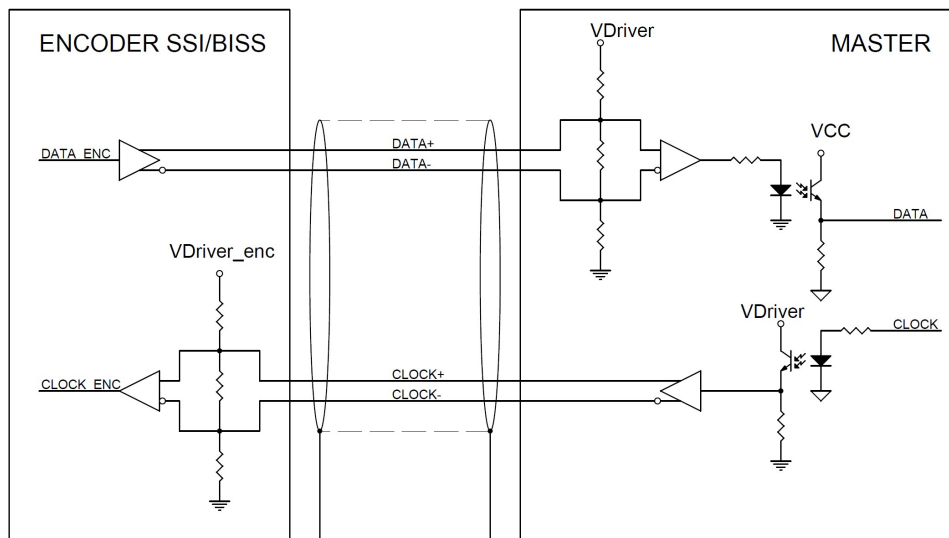 ENCODER SSI/BISS
MASTER
VDriver
VCC
DATA_ENC
DATA+
DATA-
DATA
VDriver_enc
VDriver
CLOCK
CLOCK_ENC
CLOCK+
CLOCK-